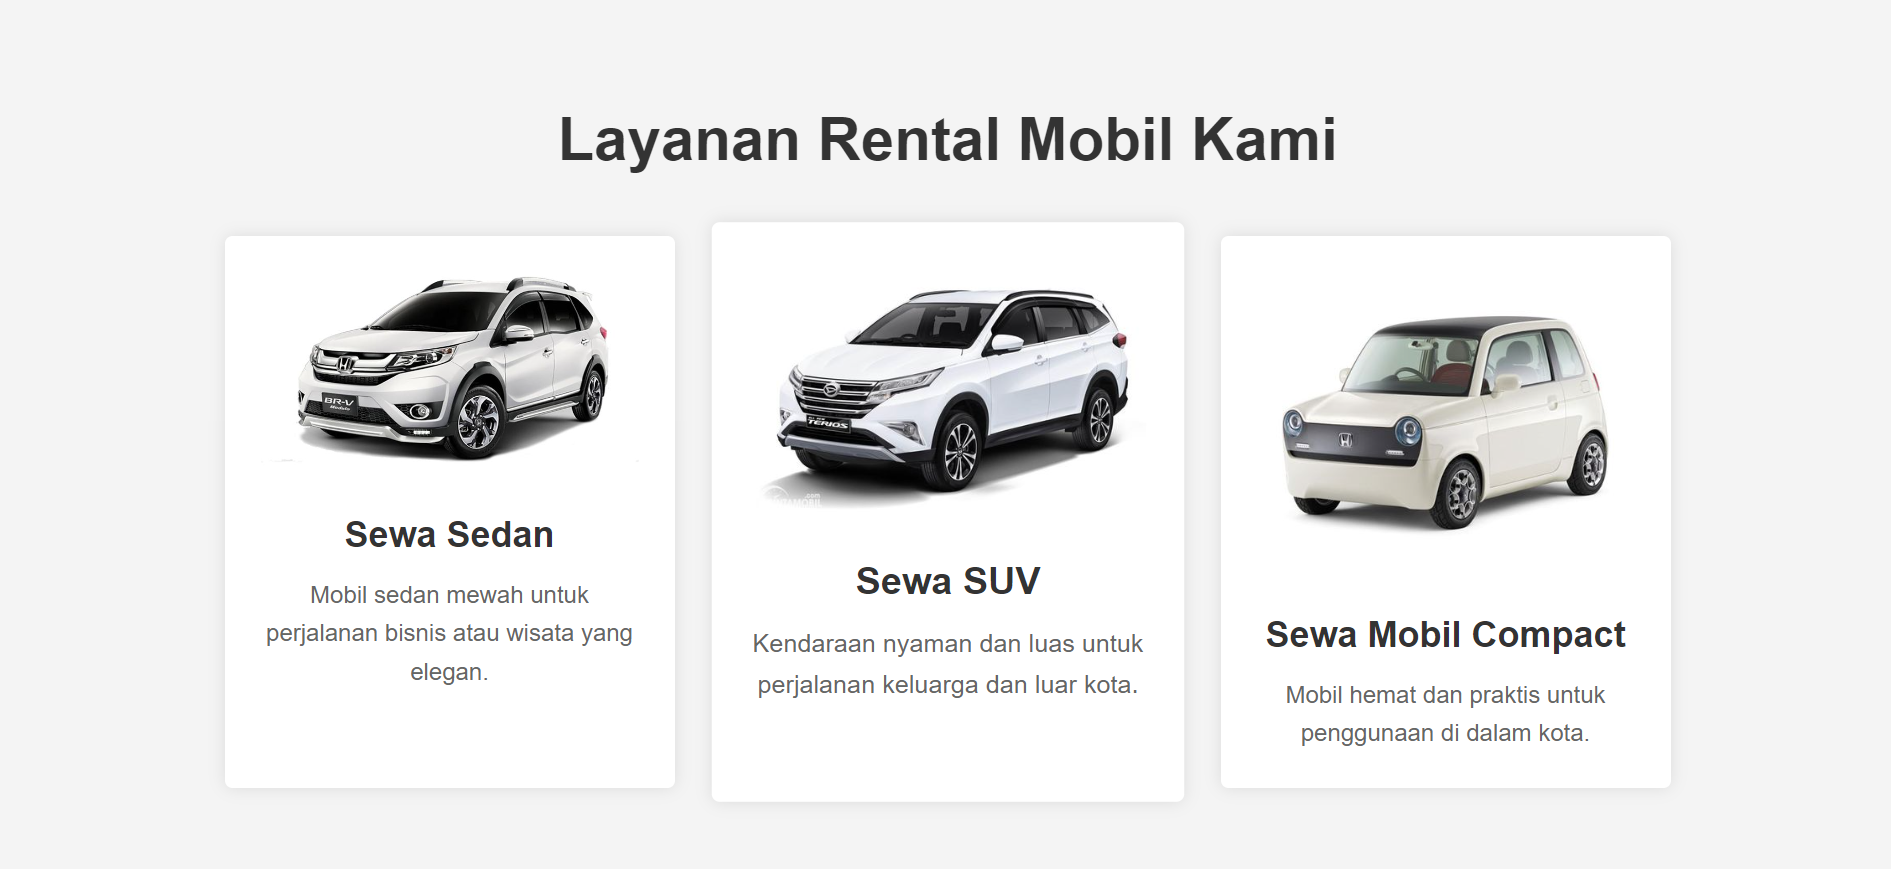 Layanan Rental Mobil Kami
BR-V
Modulo
TERIOS
.com
Sewa Sedan
Mobil sedan mewah untuk
perjalanan bisnis atau wisata yang
elegan.
Sewa SUV
Kendaraan nyaman dan luas untuk
perjalanan keluarga dan luar kota.
Sewa Mobil Compact
Mobil hemat dan praktis untuk
penggunaan di dalam kota.